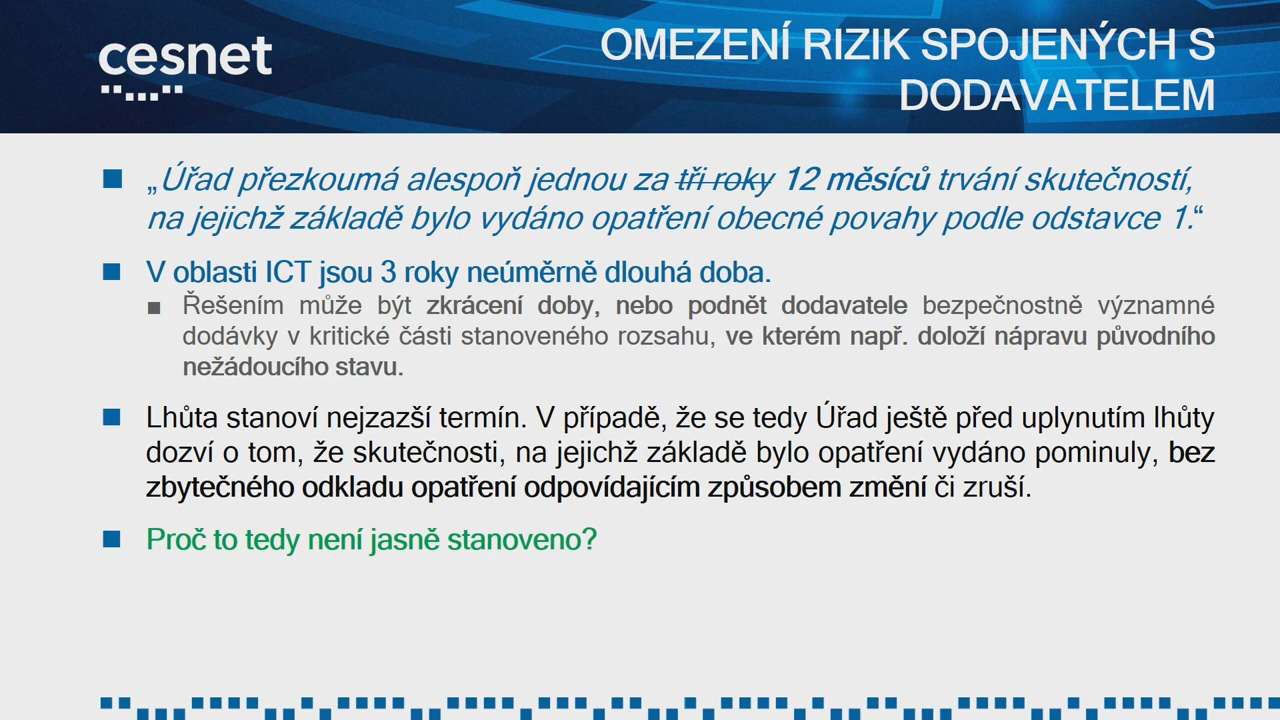 cesnet
OMEZENÍ RIZIK SPOJENÝCH S
DODAVATELEM
„Úřad přezkoumá alespoň jednou za tři roky 12 měsíců trvání skutečností,
na jejichž základě bylo vydáno opatření obecné povahy podle odstavce 1.“
V oblasti ICT jsou 3 roky neúměrně dlouhá doba.
Řešením může být zkrácení doby, nebo podnět dodavatele bezpečnostně významné
dodávky v kritické části stanoveného rozsahu, ve kterém např. doloží nápravu původního
nežádoucího stavu.
Lhůta stanoví nejzazší termín. V případě, že se tedy Úřad ještě před uplynutím lhůty
dozví o tom, že skutečnosti, na jejichž základě bylo opatření vydáno pominuly, bez
zbytečného odkladu opatření odpovídajícím způsobem změní či zruší.
Proč to tedy není jasně stanoveno?